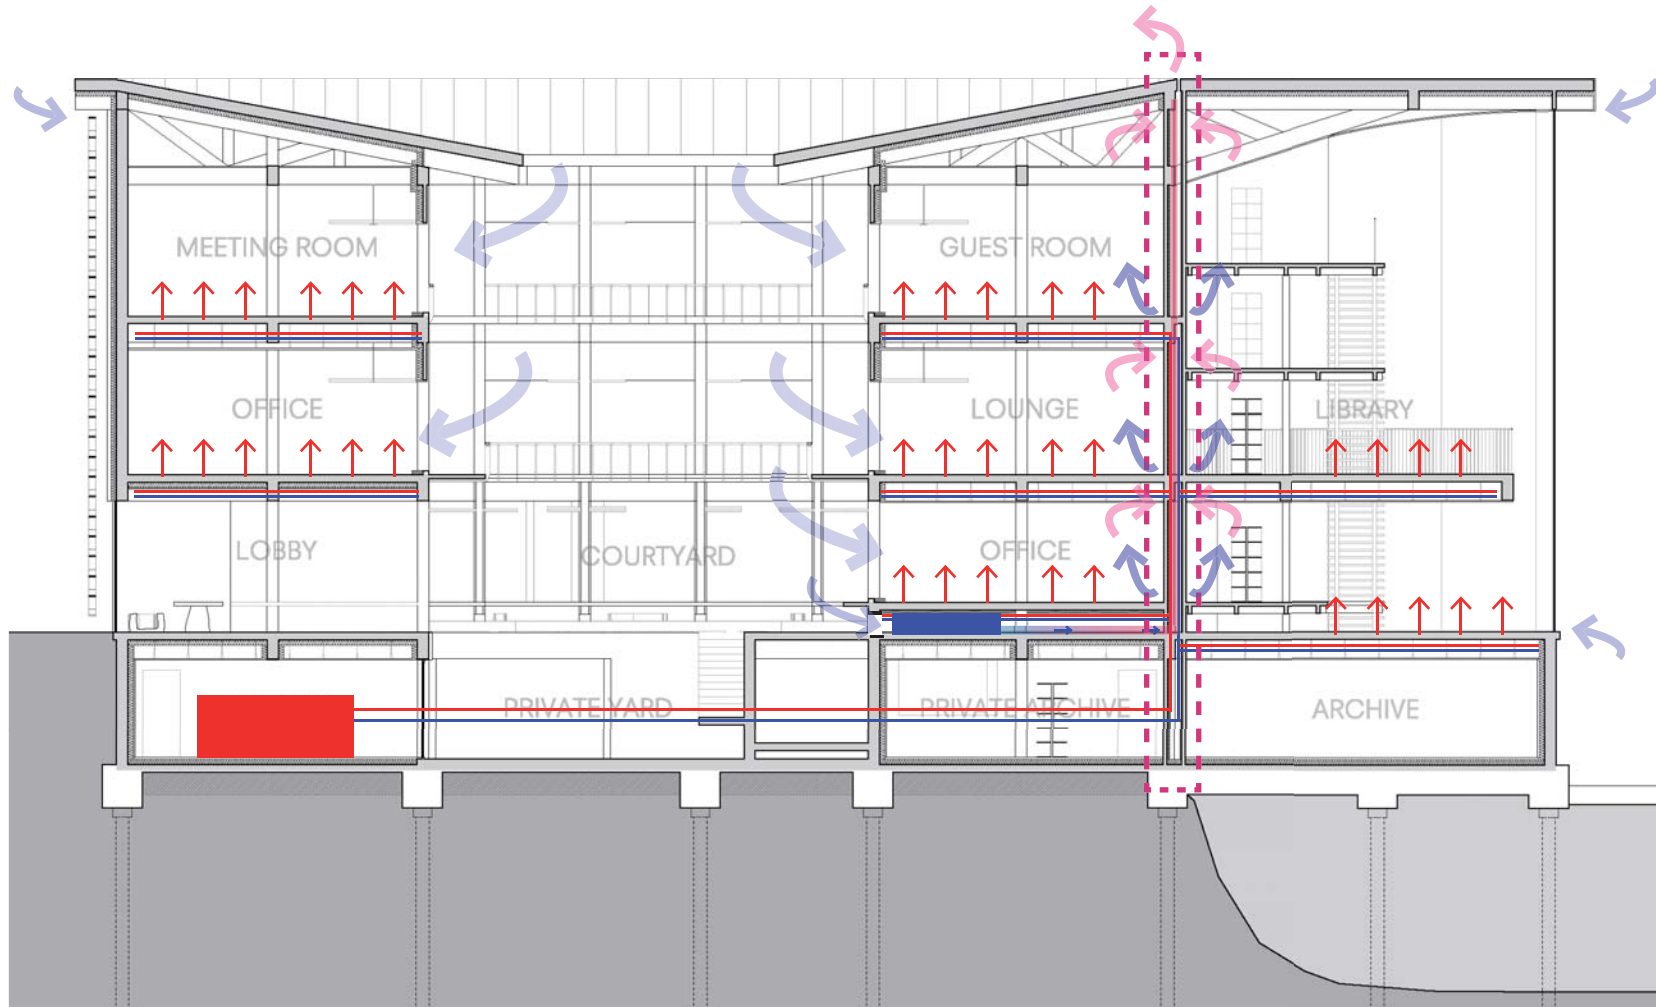 MEETING ROOM
GUEST ROOM
OFFICE
LOUNGE
LIBRARY
LOBBY
COURTYARD
OFFICE
PRIVATE YARD
PRIVATE ARCHIVE
ARCHIVE